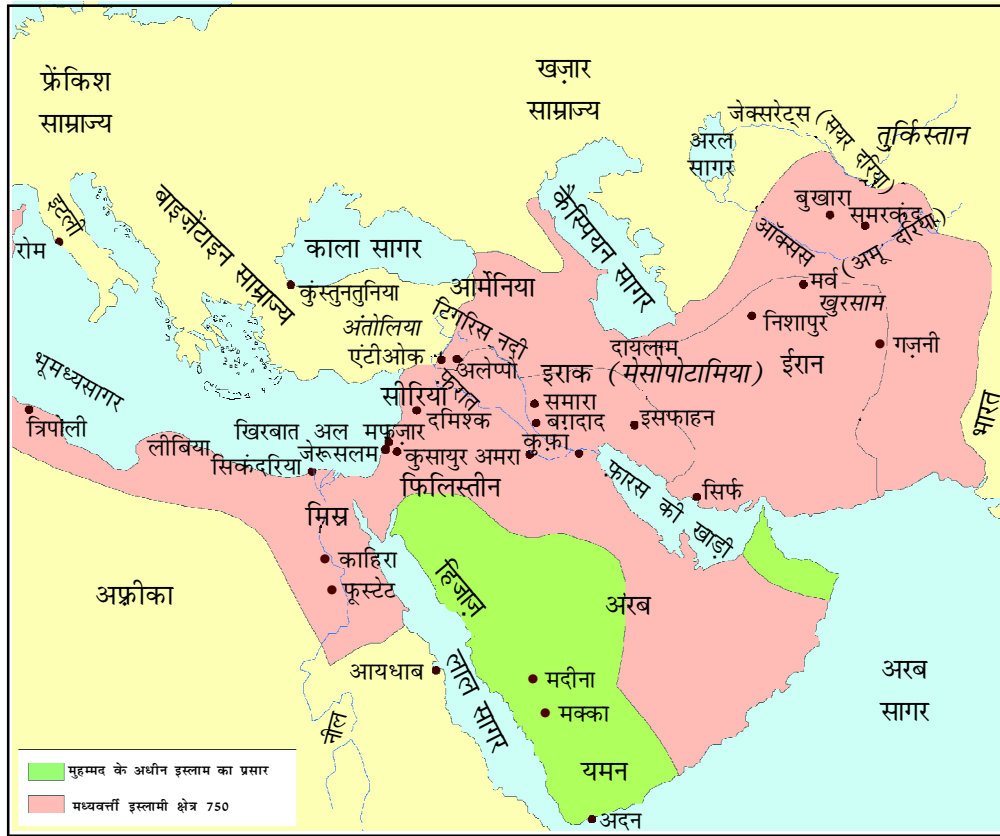 फ्रेंकिश
साम्राज्य
खज़ार
साम्राज्य
जेक्सरेट्स (सयर दरिया)
तुर्किस्तान
अरल
सागर
बुखारा
समरकंद
ऑक्सस (अमू दरिया)
मर्व
खुरसाम
निशापुर
गज़नी
ईरान
भारत
कैस्पियन सागर
इटली
रोम
बाइज़ेंटाइन साम्राज्य
काला सागर
कुंस्तुनतुनिया
आर्मेनिया
अंतोलिया
टिगरिस नदी
एंटीओक
अलेप्पो
दायलाम
इराक (मेसोपोटामिया)
फ़रात
सीरिया
समारा
दमिश्क
बग़दाद
इसफाहन
भूमध्यसागर
त्रिपोली
लीबिया
खिरबात अल मफ़जार
जेरूसलम
कुसायुर अमरा
कुफ़ा
सिकंदरिया
फिलिस्तीन
सिर्फ
फ़ारस की खाड़ी
मिस्र
काहिरा
फूस्टेट
अफ़्रीका
हिजाज़
अरब
आयधाब
लाल सागर
मदीना
मक्का
अरब
सागर
नील
यमन
अदन
मुहम्मद के अधीन इस्लाम का प्रसार
मध्यवर्त्ती इस्लामी क्षेत्र 750